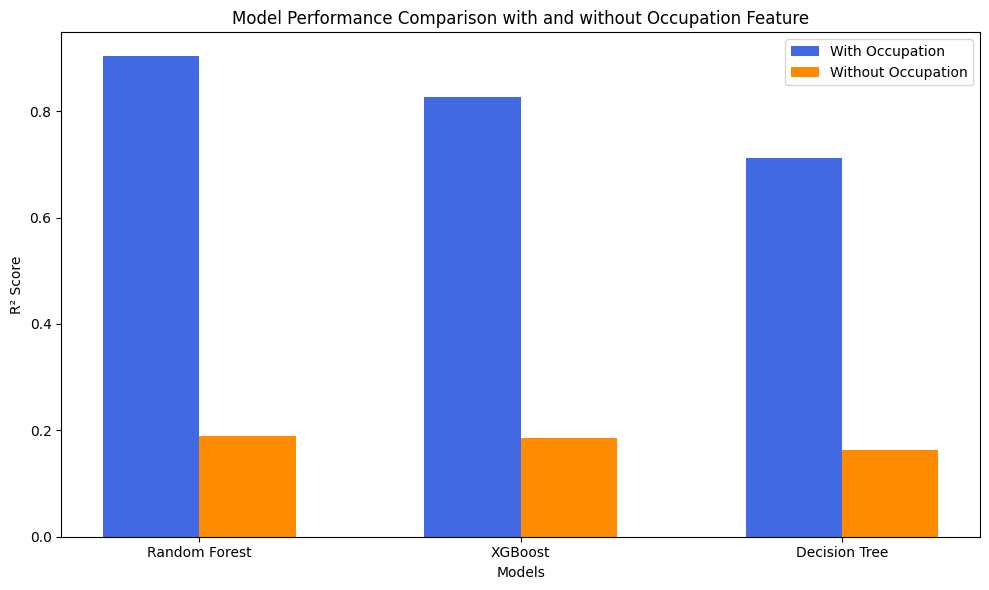 Model Performance Comparison with and without Occupation Feature
With Occupation
Without Occupation
R² Score
0.8
0.6
0.4
0.2
0.0
Random Forest
XGBoost
Decision Tree
Models